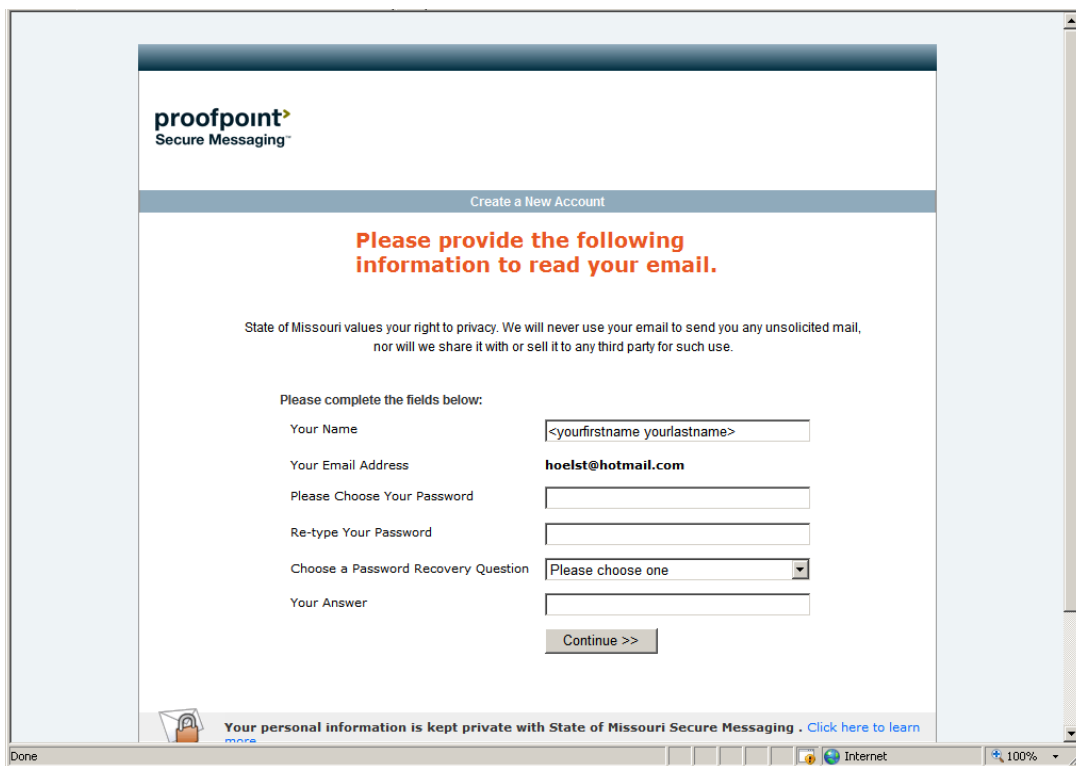 proofpoint>
Secure Messaging™
Create a New Account
Please provide the following
information to read your email.
State of Missouri values your right to privacy. We will never use your email to send you any unsolicited mail,
nor will we share it with or sell it to any third party for such use.
Please complete the fields below:
Your Name <yourfirstname yourlastname>
Your Email Address hoelst@hotmail.com
Please Choose Your Password
Re-type Your Password
Choose a Password Recovery Question Please choose one
Your Answer
Continue >>
Your personal information is kept private with State of Missouri Secure Messaging . Click here to learn
more
Done Internet 100%